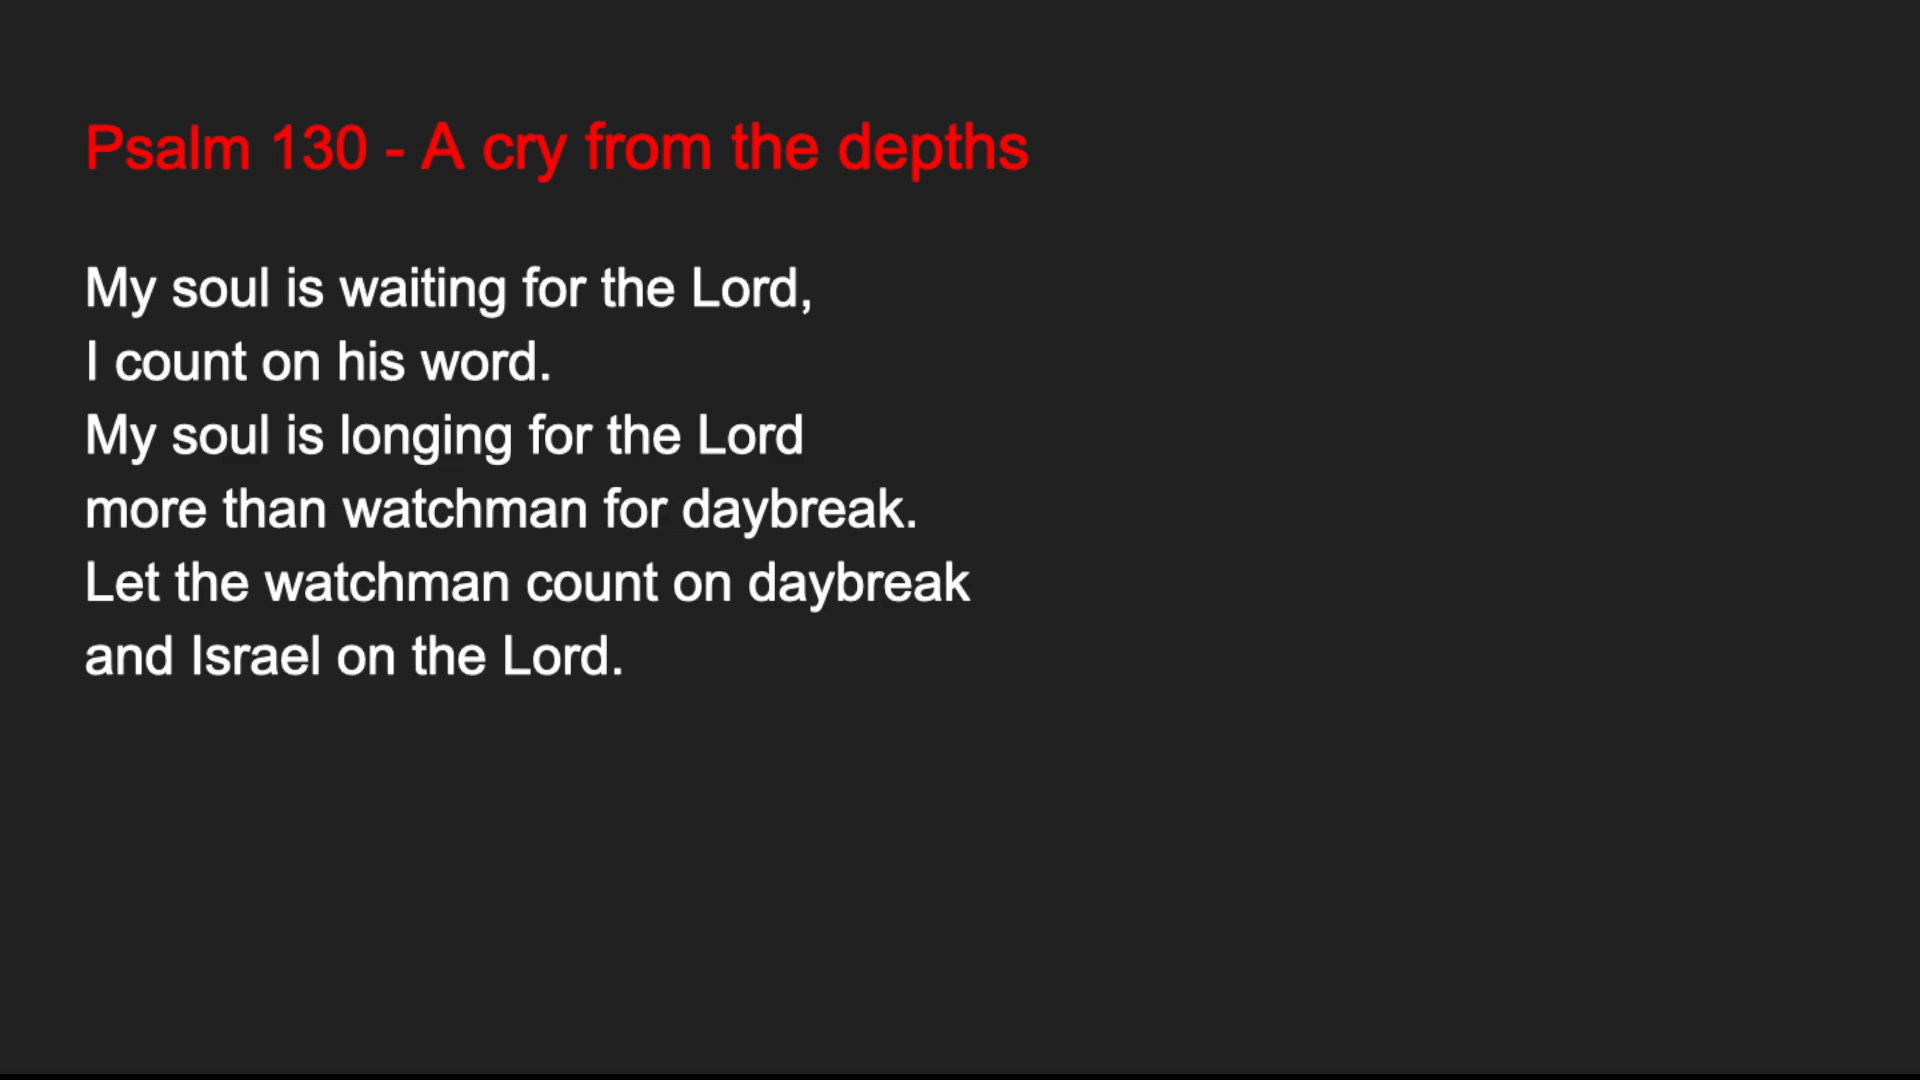 Psalm 130 - A cry from the depths
My soul is waiting for the Lord,
I count on his word.
My soul is longing for the Lord
more than watchman for daybreak.
Let the watchman count on daybreak
and Israel on the Lord.